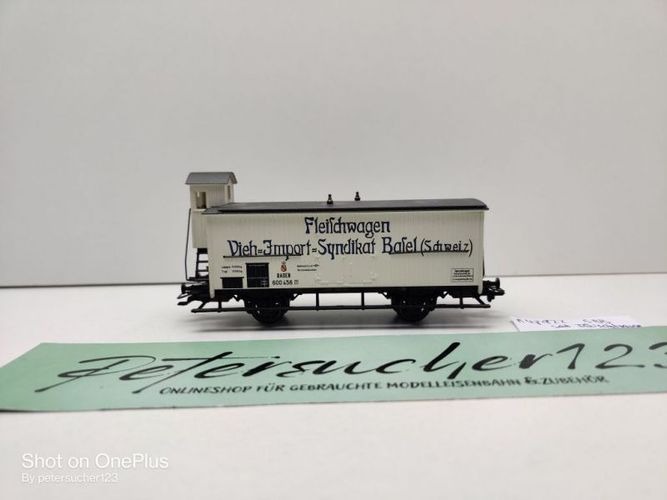 Fleischwagen
Vieh=Import=Syndikat Basel (Schweiz)
BADEN
600 456
Petersucher123
ONLINESHOP FÜR GEBRAUCHTE MODELLEISENBAHN & ZUBEHÖR
Shot on OnePlus
By petersucher123